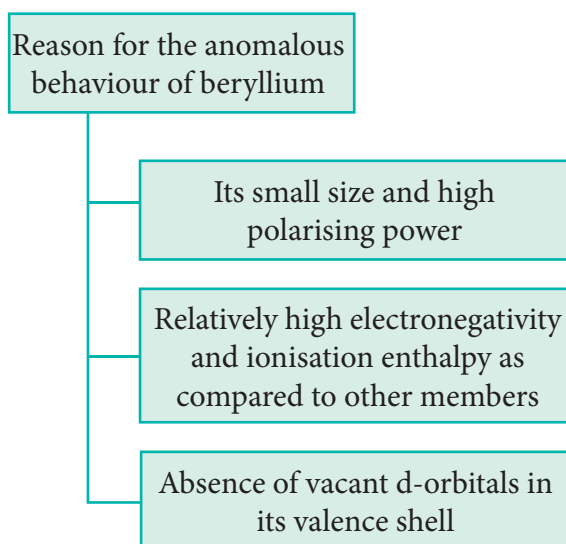 Reason for the anomalous
behaviour of beryllium
Its small size and high
polarising power
Relatively high electronegativity
and ionisation enthalpy as
compared to other members
Absence of vacant d-orbitals in
its valence shell